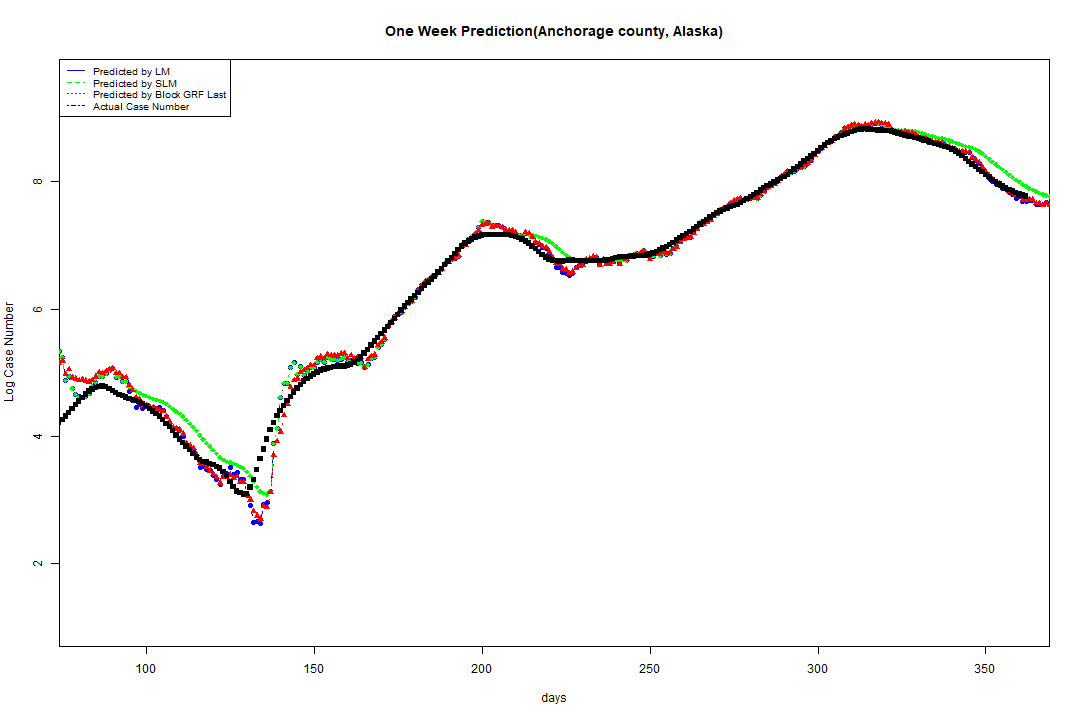 One Week Prediction(Anchorage county, Alaska)
Predicted by LM
Predicted by SLM
Predicted by Block GRF Last
Actual Case Number
Log Case Number
8
6
4
2
100 150 200 250 300 350
days